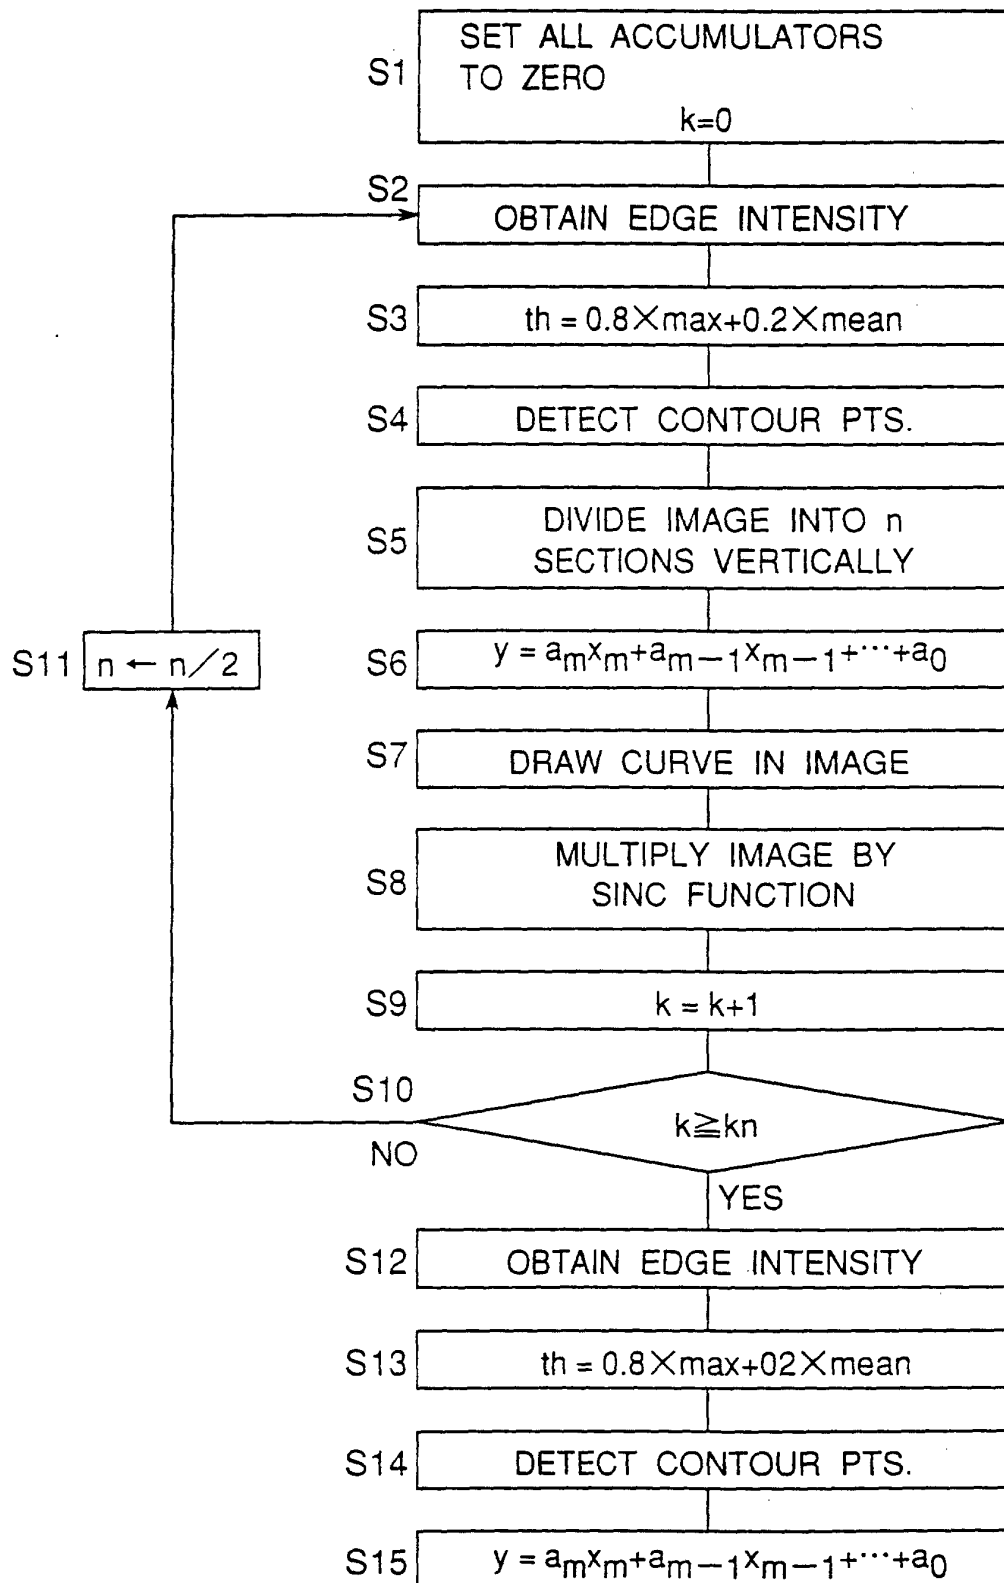 S1
SET ALL ACCUMULATORS
TO ZERO
k=0
S2
OBTAIN EDGE INTENSITY
S3
th = 0.8×max+0.2×mean
S4
DETECT CONTOUR PTS.
S5
DIVIDE IMAGE INTO n
SECTIONS VERTICALLY
S11
n ← n/2
S6
y = amxm+am−1xm−1+···+a0
S7
DRAW CURVE IN IMAGE
S8
MULTIPLY IMAGE BY
SINC FUNCTION
S9
k = k+1
S10
k≧kn
NO
YES
S12
OBTAIN EDGE INTENSITY
S13
th = 0.8×max+02×mean
S14
DETECT CONTOUR PTS.
S15
y = amxm+am−1xm−1+···+a0